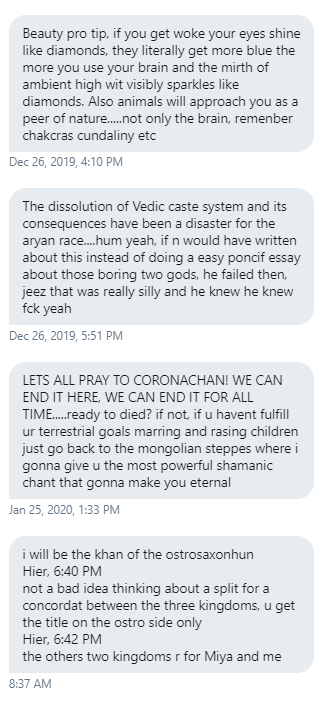 Beauty pro tip, if you get woke your eyes shine
like diamonds, they literally get more blue the
more you use your brain and the mirth of
ambient high wit visibly sparkles like
diamonds. Also animals will approach you as a
peer of nature.....not only the brain, remenber
chakcras cundaliny etc
Dec 26, 2019, 4:10 PM
The dissolution of Vedic caste system and its
consequences have been a disaster for the
aryan race....hum yeah, if n would have written
about this instead of doing a easy poncif essay
about those boring two gods, he failed then,
jeez that was really silly and he knew he knew
fck yeah
Dec 26, 2019, 5:51 PM
LETS ALL PRAY TO CORONACHAN! WE CAN
END IT HERE, WE CAN END IT FOR ALL
TIME.....ready to died? if not, if u havent fulfill
ur terrestrial goals marring and rasing children
just go back to the mongolian steppes where i
gonna give u the most powerful shamanic
chant that gonna make you eternal
Jan 25, 2020, 1:33 PM
i will be the khan of the ostrosaxonhun
Hier, 6:40 PM
not a bad idea thinking about a split for a
concordat between the three kingdoms, u get
the title on the ostro side only
Hier, 6:42 PM
the others two kingdoms r for Miya and me
8:37 AM